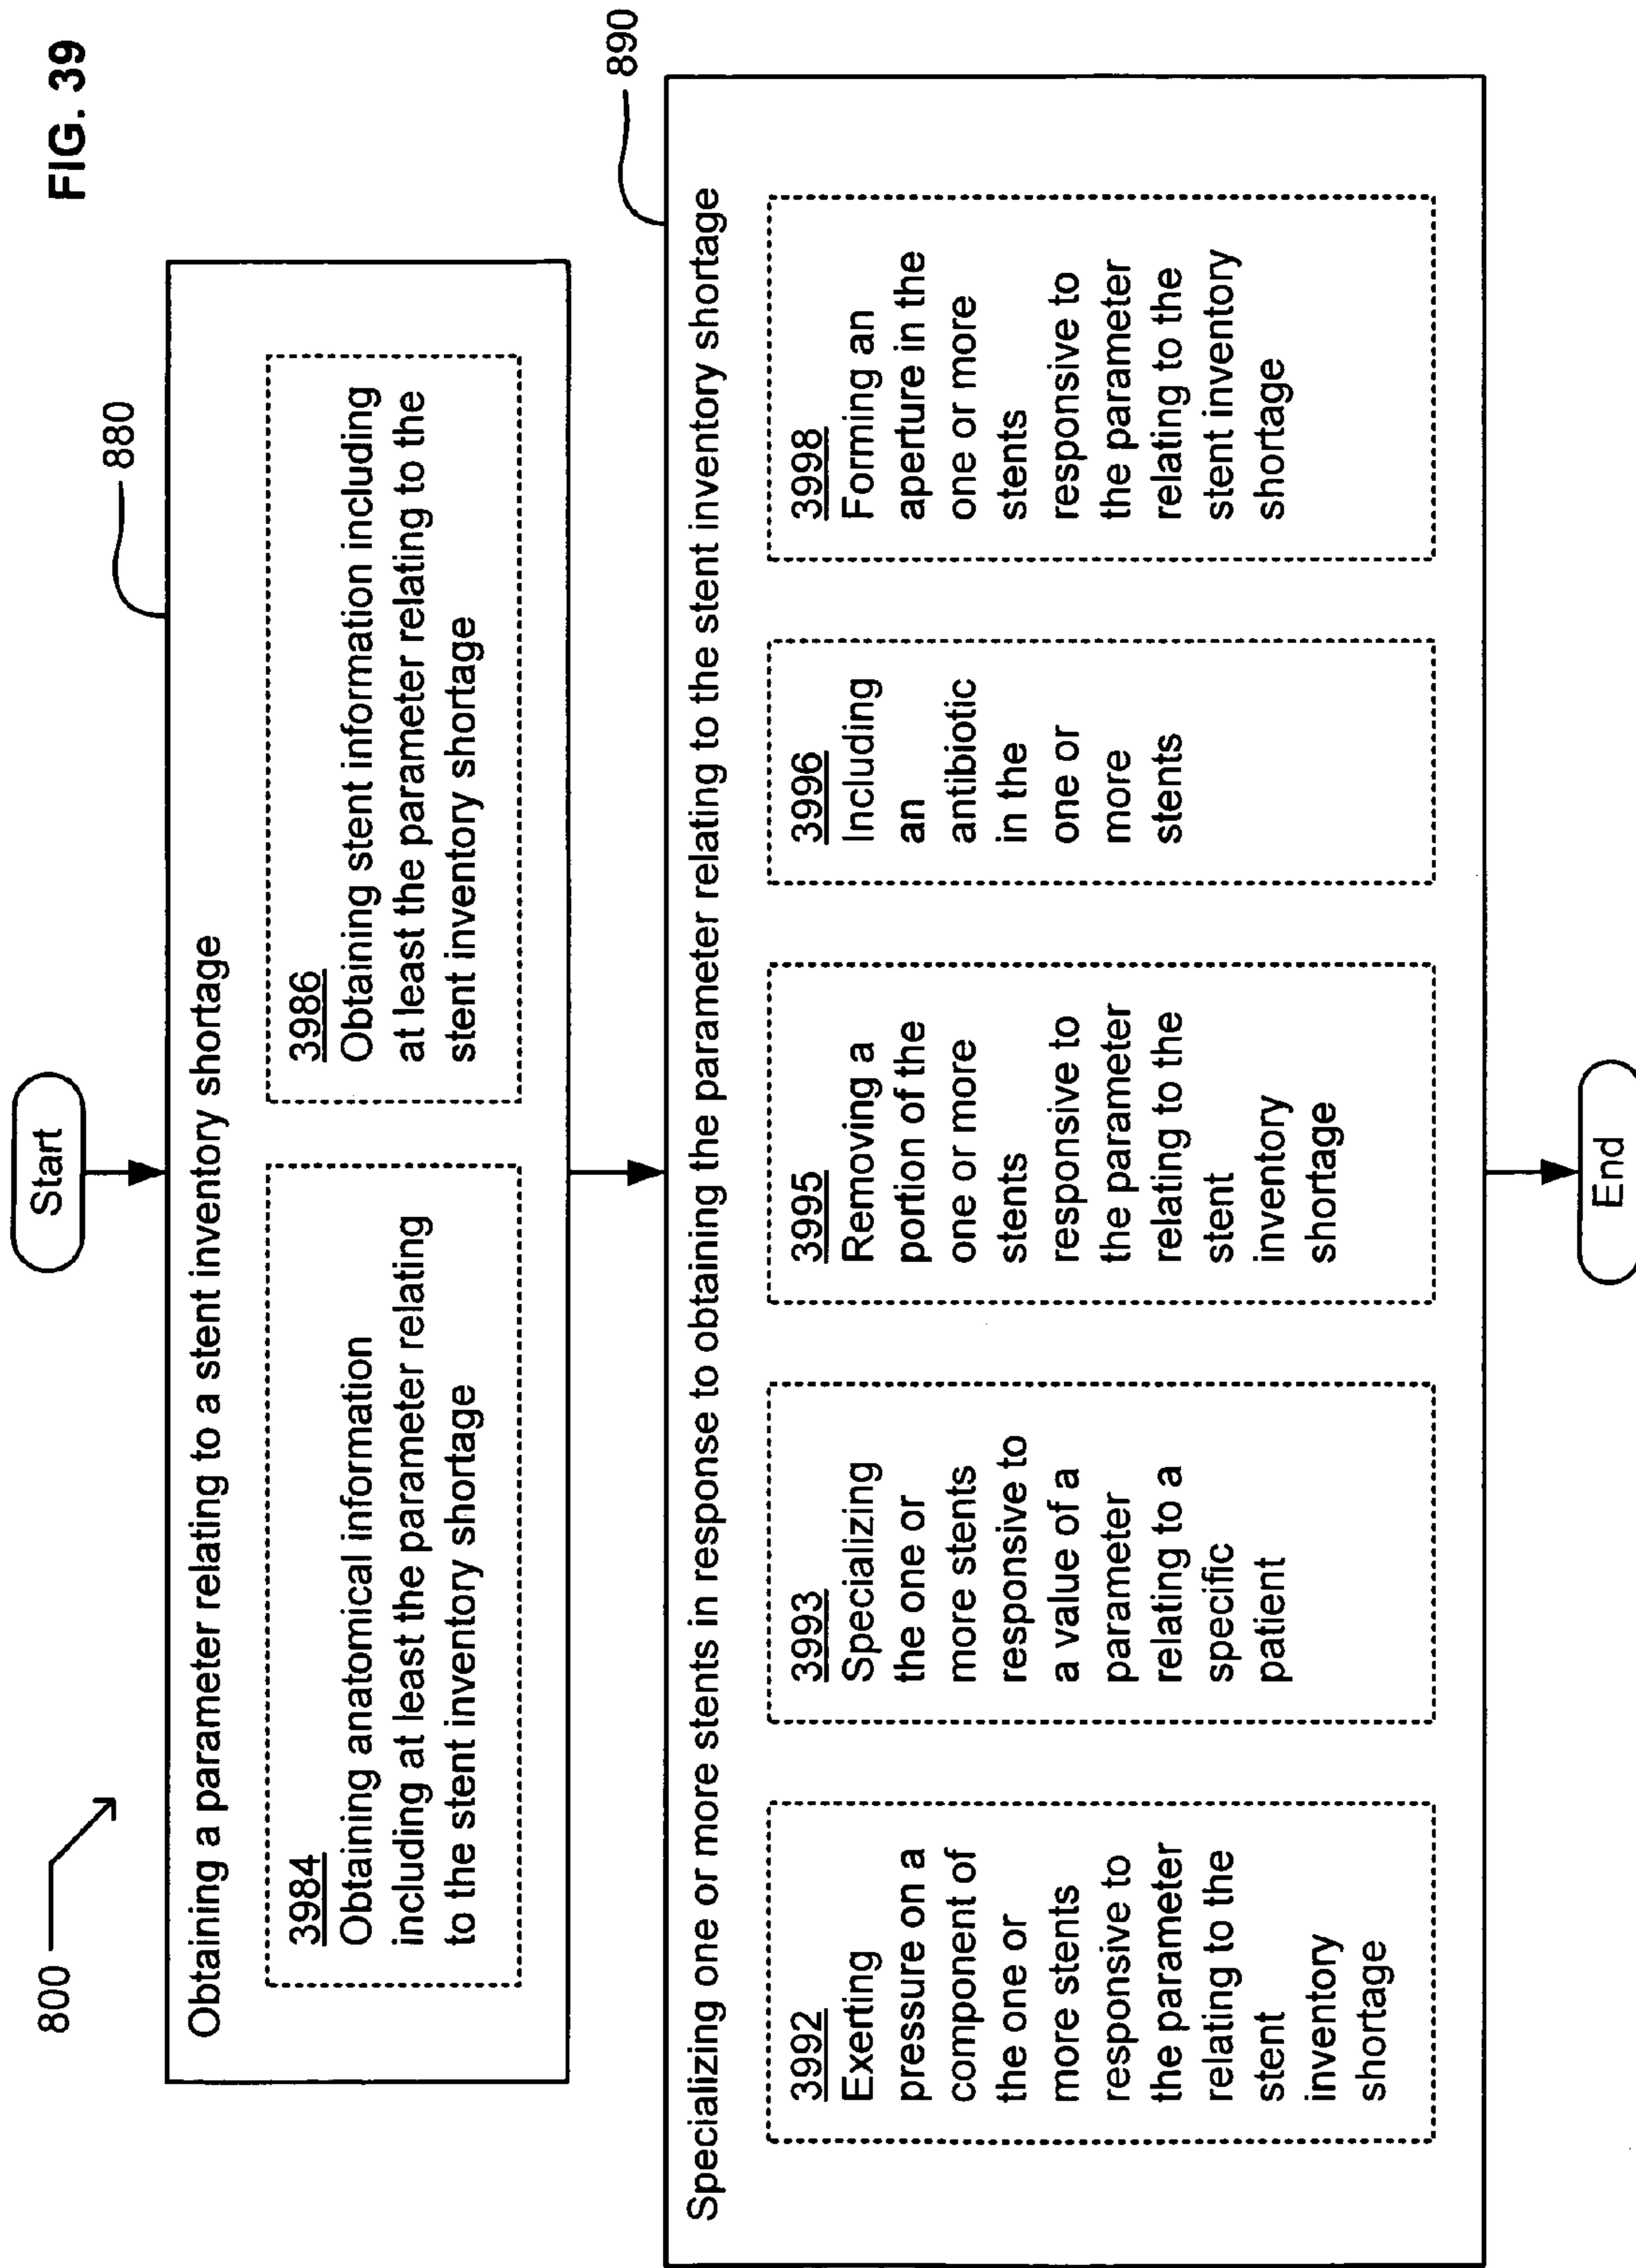 FIG. 39
800
Start
880
Obtaining a parameter relating to a stent inventory shortage
3984
Obtaining anatomical information
including at least the parameter relating
to the stent inventory shortage
3986
Obtaining stent information including
at least the parameter relating to the
stent inventory shortage
890
Specializing one or more stents in response to obtaining the parameter relating to the stent inventory shortage
3992
Exerting
pressure on a
component of
the one or
more stents
responsive to
the parameter
relating to the
stent
inventory
shortage
3993
Specializing
the one or
more stents
responsive to
a value of a
parameter
relating to a
specific
patient
3995
Removing a
portion of the
one or more
stents
responsive to
the parameter
relating to the
stent
inventory
shortage
3996
Including
an
antibiotic
in the
one or
more
stents
3998
Forming an
aperture in the
one or more
stents
responsive to
the parameter
relating to the
stent inventory
shortage
End